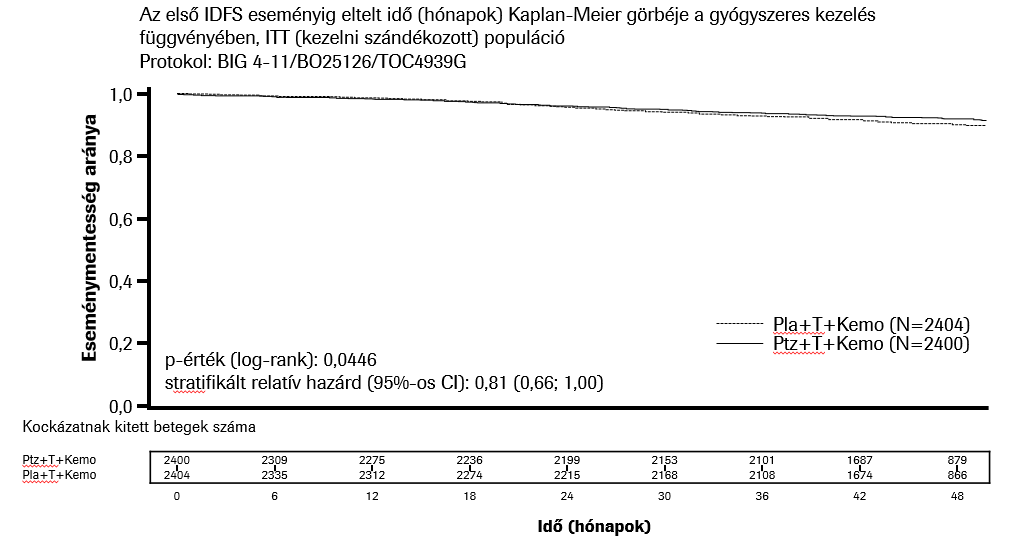 Az első IDFS eseményig eltelt idő (hónapok) Kaplan-Meier görbéje a gyógyszeres kezelés
függvényében, ITT (kezelni szándékozott) populáció
Protokol: BIG 4-11/BO25126/TOC4939G
Eseménymentesség aránya
1,0
0,8
0,6
0,4
0,2
0,0
Pla+T+Kemo (N=2404)
Ptz+T+Kemo (N=2400)
p-érték (log-rank): 0,0446
stratifikált relatív hazárd (95%-os CI): 0,81 (0,66; 1,00)
Kockázatnak kitett betegek száma
Ptz+T+Kemo 2400 2309 2275 2236 2199 2153 2101 1687 879
Pla+T+Kemo 2404 2335 2312 2274 2215 2168 2108 1674 866
0 6 12 18 24 30 36 42 48
Idő (hónapok)